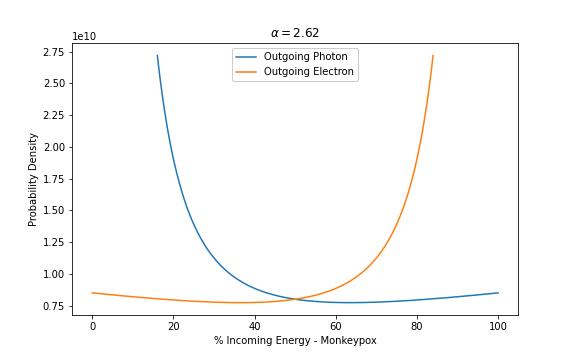 α = 2.62
1e10
Outgoing Photon
Outgoing Electron
Probability Density
2.75
2.50
2.25
2.00
1.75
1.50
1.25
1.00
0.75
0
20
40
60
80
100
% Incoming Energy - Monkeypox